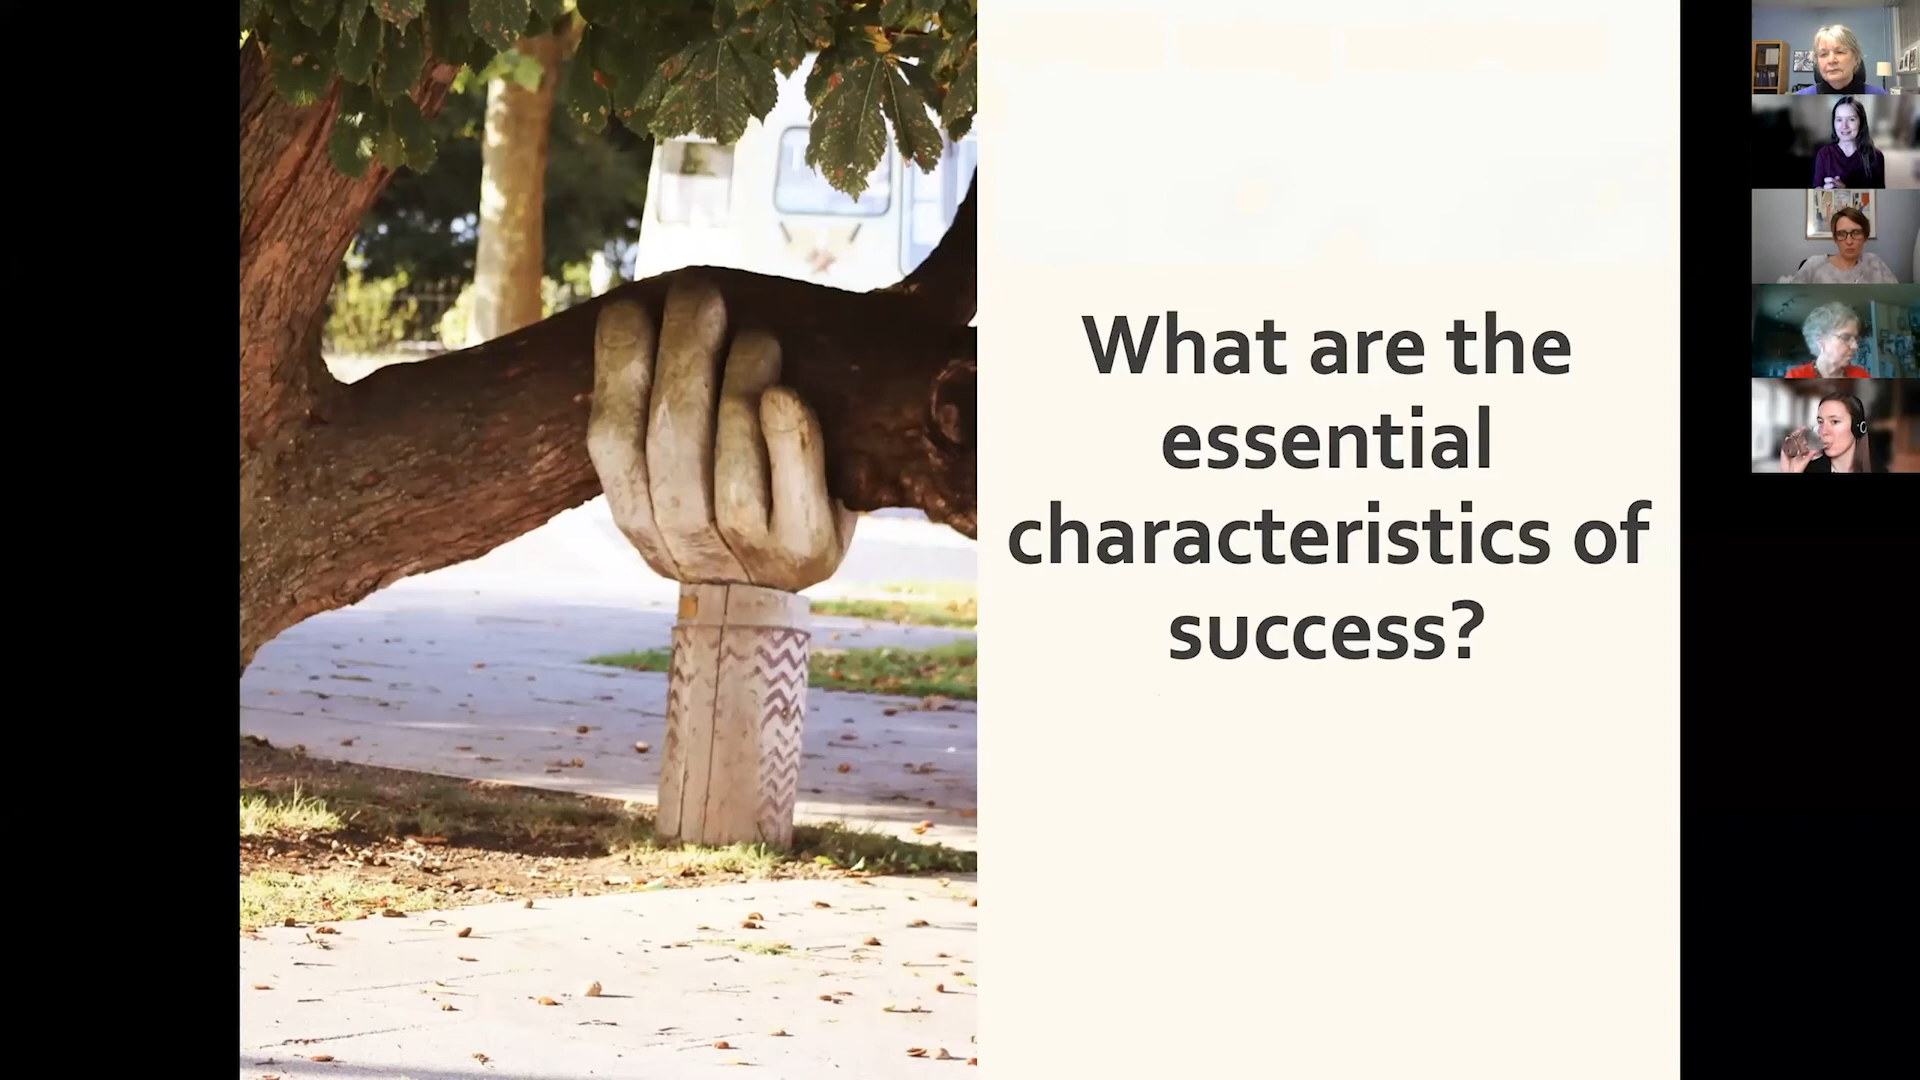 What are the
essential
characteristics of
success?